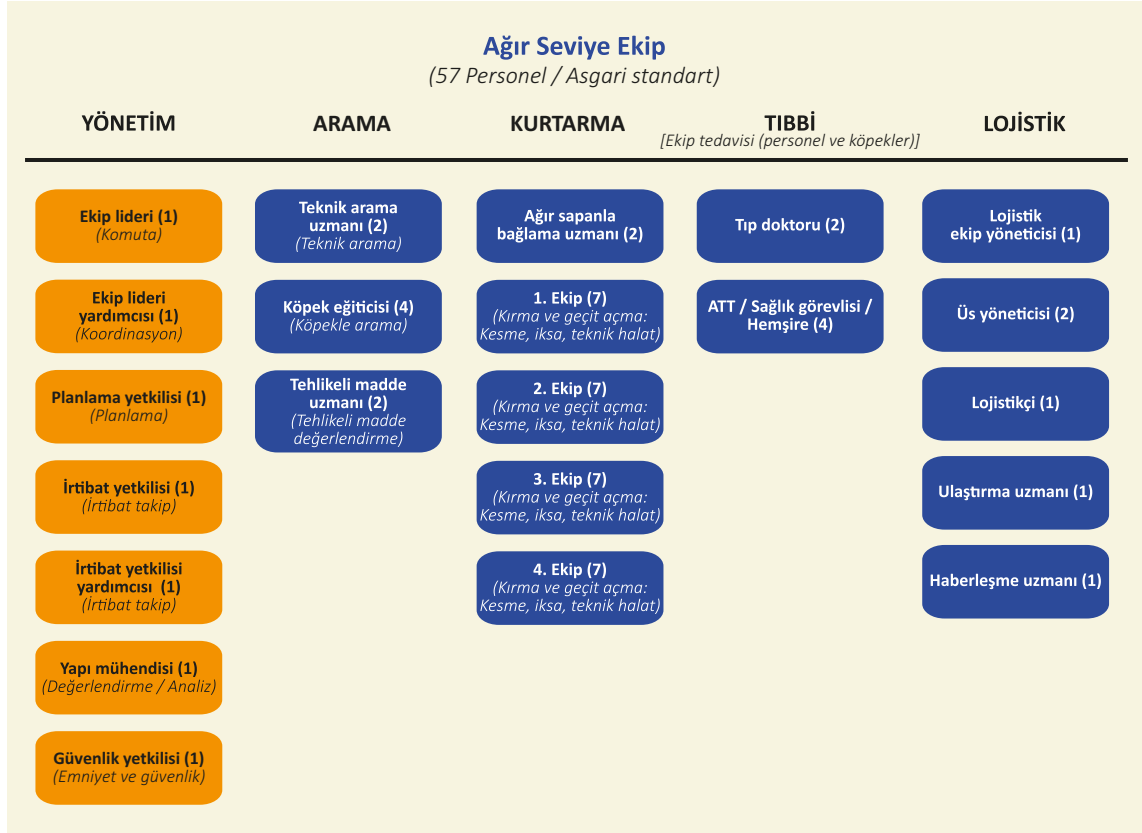 Ağır Seviye Ekip
(57 Personel / Asgari standart)
YÖNETİM
ARAMA
KURTARMA
TIBBİ
[Ekip tedavisi (personel ve köpekler)]
LOJİSTİK
Ekip lideri (1)
(Komuta)
Ekip lideri
yardımcısı (1)
(Koordinasyon)
Planlama yetkilisi (1)
(Planlama)
İrtibat yetkilisi (1)
(İrtibat takip)
İrtibat yetkilisi
yardımcısı (1)
(İrtibat takip)
Yapı mühendisi (1)
(Değerlendirme / Analiz)
Güvenlik yetkilisi (1)
(Emniyet ve güvenlik)
Teknik arama
uzmanı (2)
(Teknik arama)
Köpek eğiticisi (4)
(Köpekle arama)
Tehlikeli madde
uzmanı (2)
(Tehlikeli madde
değerlendirme)
Ağır sapanla
bağlama uzmanı (2)
1. Ekip (7)
(Kırma ve geçit açma:
Kesme, iksa, teknik halat)
2. Ekip (7)
(Kırma ve geçit açma:
Kesme, iksa, teknik halat)
3. Ekip (7)
(Kırma ve geçit açma:
Kesme, iksa, teknik halat)
4. Ekip (7)
(Kırma ve geçit açma:
Kesme, iksa, teknik halat)
Tıp doktoru (2)
ATT / Sağlık görevlisi /
Hemşire (4)
Lojistik
ekip yöneticisi (1)
Üs yöneticisi (2)
Lojistikçi (1)
Ulaştırma uzmanı (1)
Haberleşme uzmanı (1)